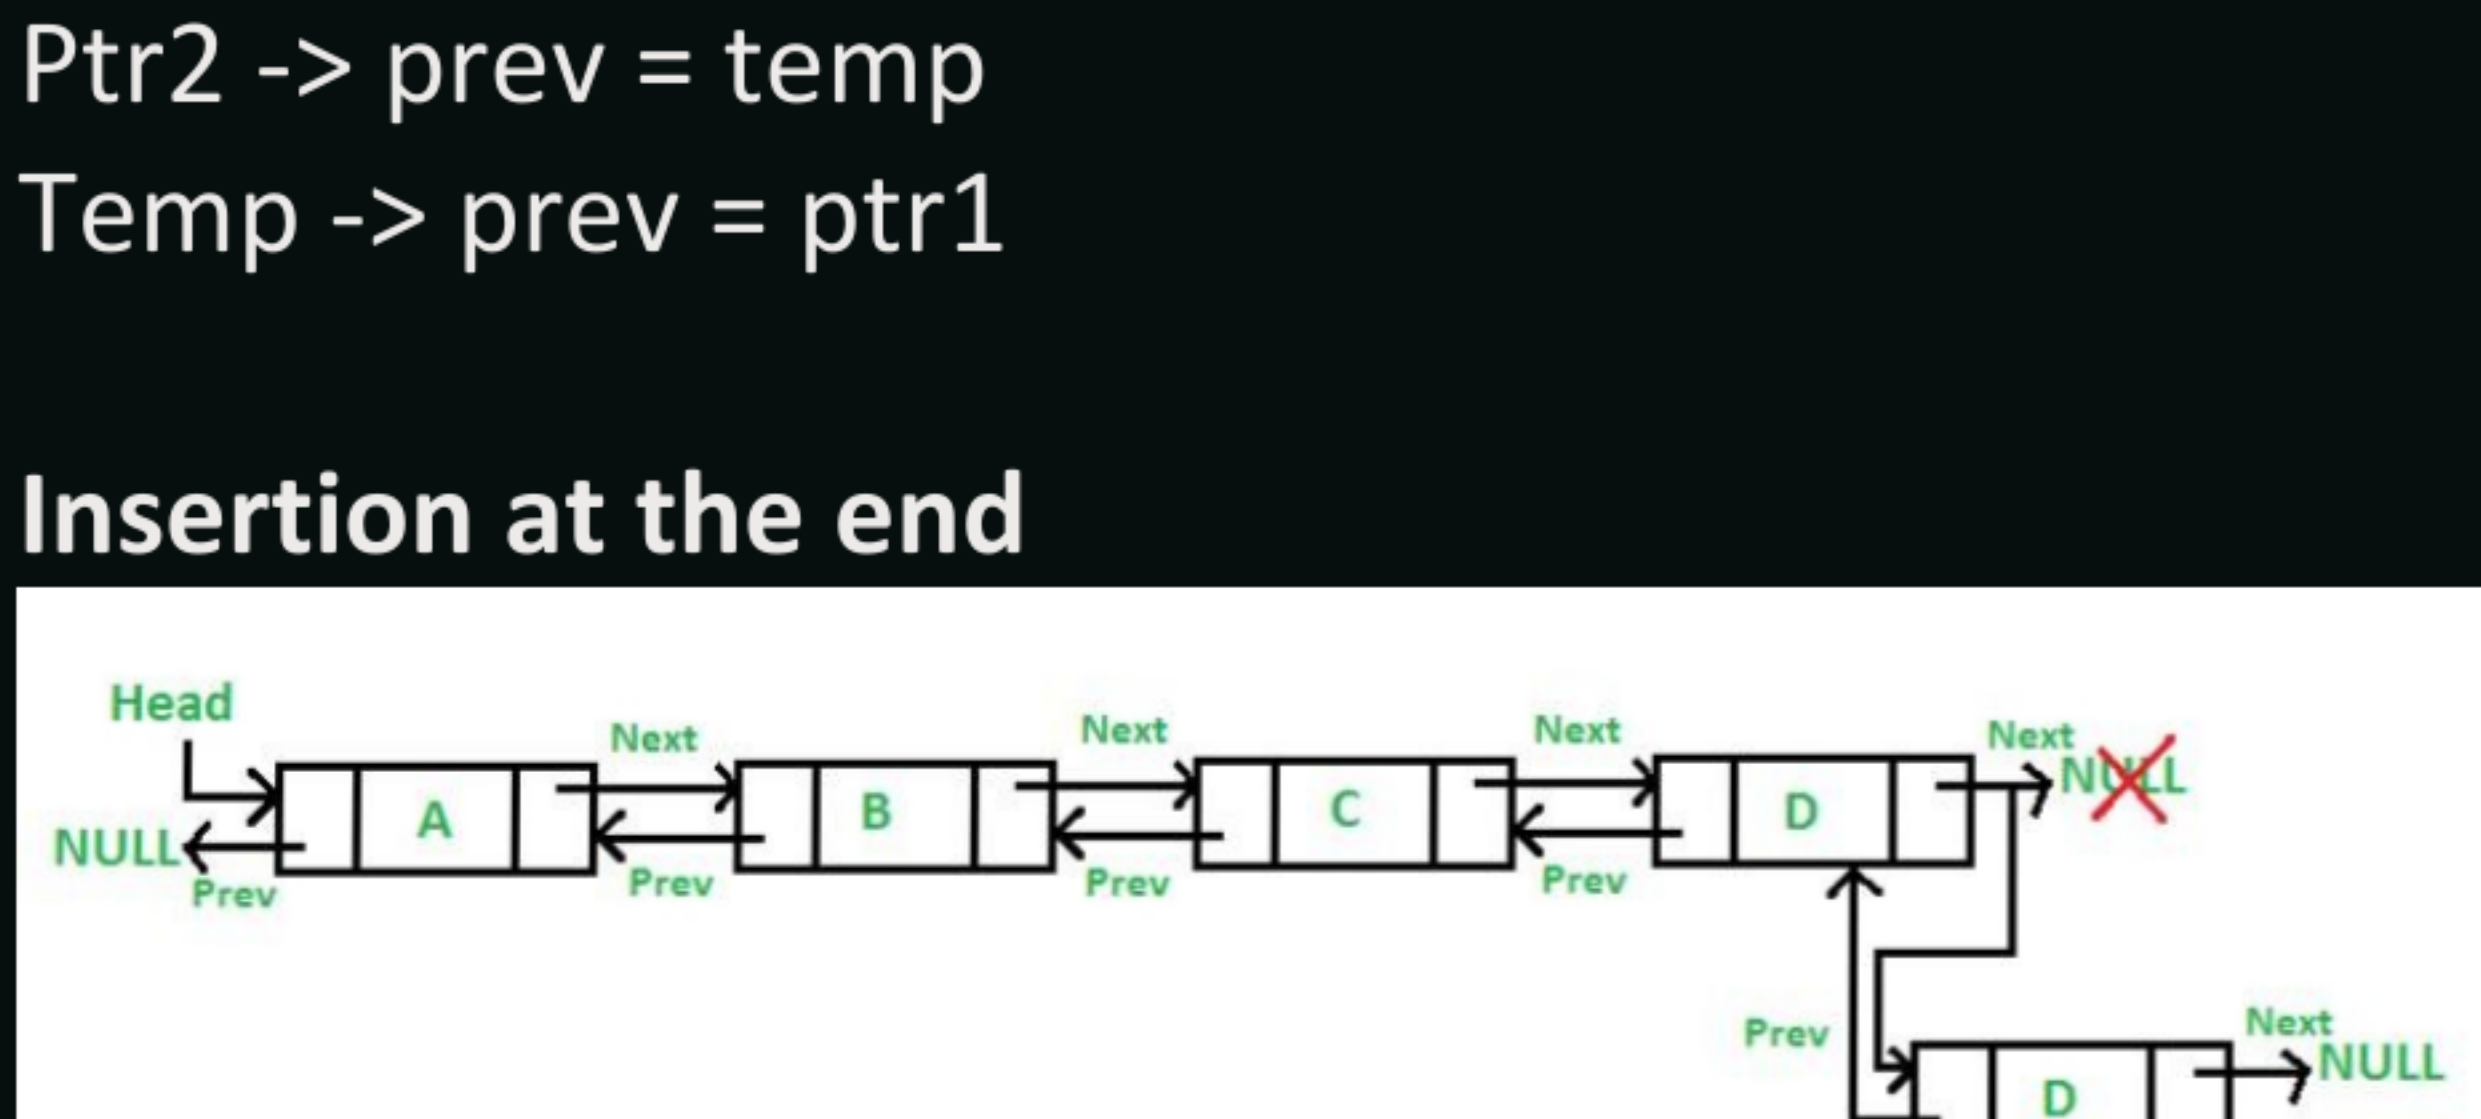 Ptr2 -> prev = temp
Temp -> prev = ptr1
Insertion at the end
Head
Next
Next
Next
Next
NULL
A
B
C
D
NULL
Prev
Prev
Prev
Prev
Prev
Next
NULL
D